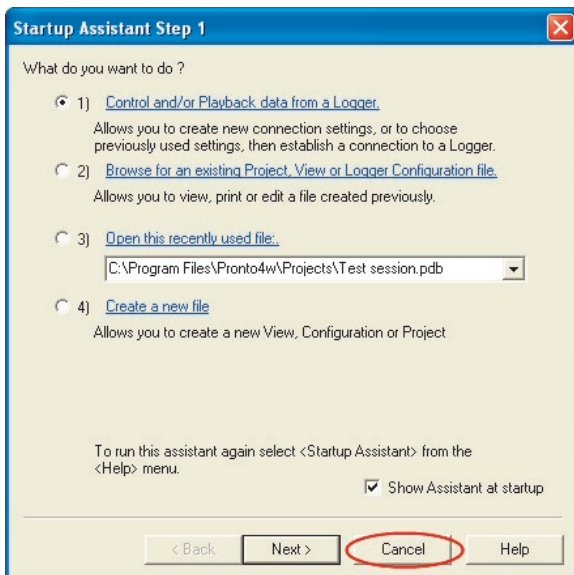 Startup Assistant Step 1
What do you want to do ?
1) Control and/or Playback data from a Logger.
Allows you to create new connection settings, or to choose
previously used settings, then establish a connection to a Logger.
2) Browse for an existing Project, View or Logger Configuration file.
Allows you to view, print or edit a file created previously.
3) Open this recently used file:.
C:\Program Files\Pronto4w\Projects\Test session.pdb
4) Create a new file
Allows you to create a new View, Configuration or Project
To run this assistant again select <Startup Assistant> from the
<Help> menu.
Show Assistant at startup
< Back Next > Cancel Help